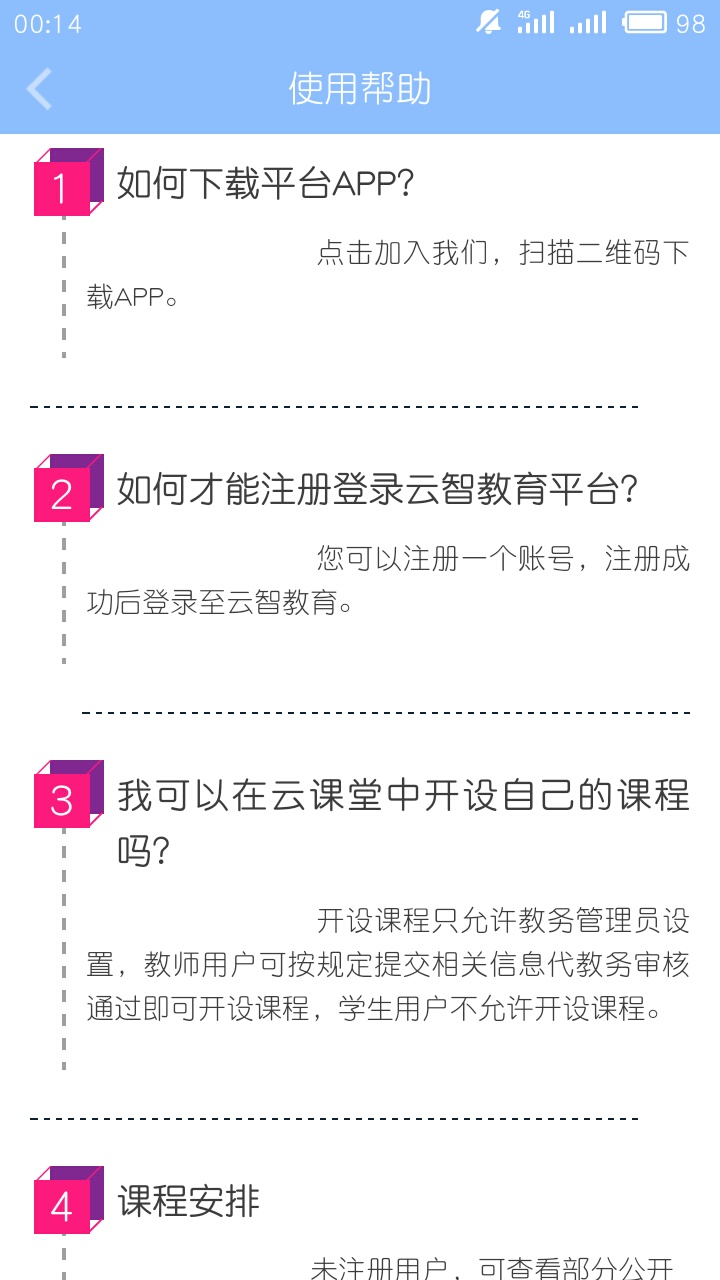 00:14
4G
98
使用帮助
1
如何下载平台APP?
点击加入我们，扫描二维码下
载APP。
2
如何才能注册登录云智教育平台?
您可以注册一个账号，注册成
功后登录至云智教育。
3
我可以在云课堂中开设自己的课程
吗?
开设课程只允许教务管理员设
置，教师用户可按规定提交相关信息代教务审核
通过即可开设课程，学生用户不允许开设课程。
4
课程安排
未注册用户，可查看部分公开